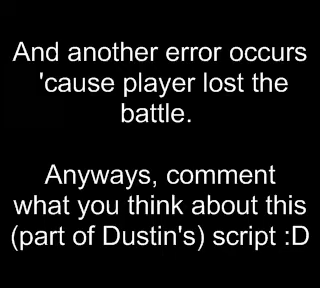 And another error occurs
'cause player lost the
battle.
Anyways, comment
what you think about this
(part of Dustin's) script :D